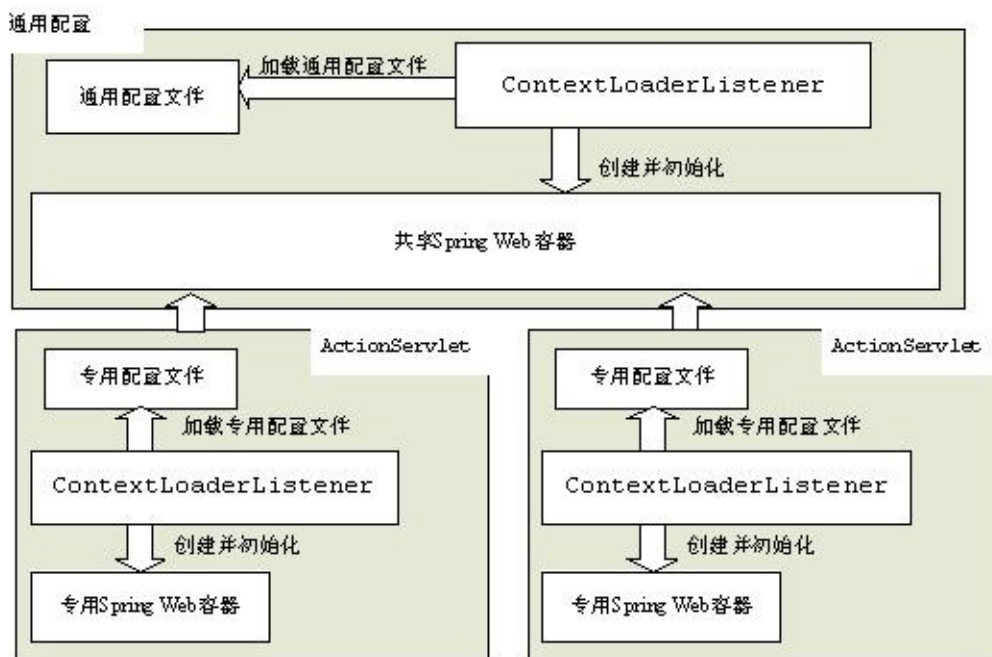 通用配置
加载通用配置文件
通用配置文件
ContextLoaderListener
创建并初始化
共享Spring Web 容器
ActionServlet
专用配置文件
加载专用配置文件
ContextLoaderListener
创建并初始化
专用Spring Web容器
ActionServlet
专用配置文件
加载专用配置文件
ContextLoaderListener
创建并初始化
专用Spring Web容器